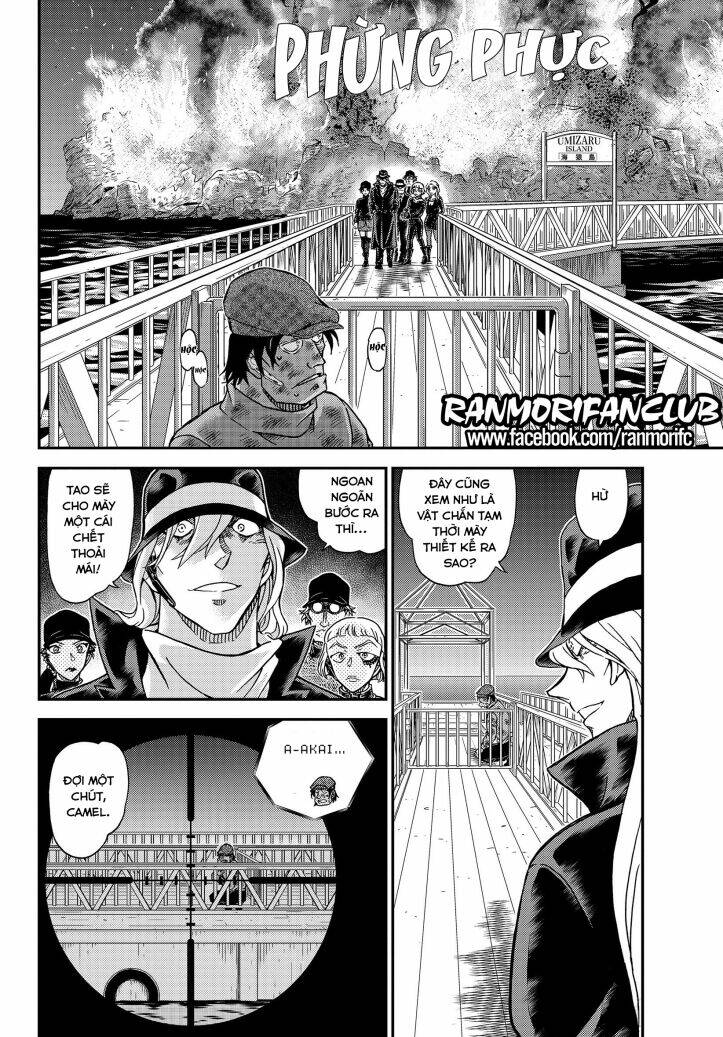 PHỪNG PHỰC
UMIZARU
ISLAND
海猿島
HỘC
HỘC
HỘC
RANMORIFANCLUB
www.facebook.com/ranmorifc
HỪ
ĐÂY CŨNG
XEM NHƯ LÀ
VẬT CHẮN TẠM
THỜI MÀY
THIẾT KẾ RA
SAO?
NGOAN
NGOÃN
BƯỚC RA
THÌ...
TAO SẼ
CHO MÀY
MỘT CÁI
CHẾT
THOẢI
MÁI!
A-AKAI...
ĐỢI MỘT
CHÚT,
CAMEL.